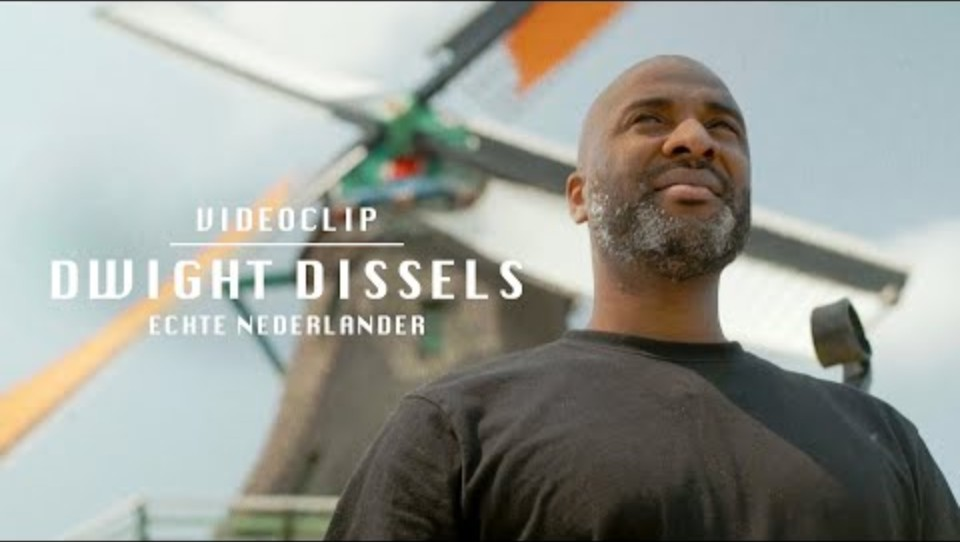 VIDEOCLIP
DWIGHT DISSELS
ECHTE NEDERLANDER